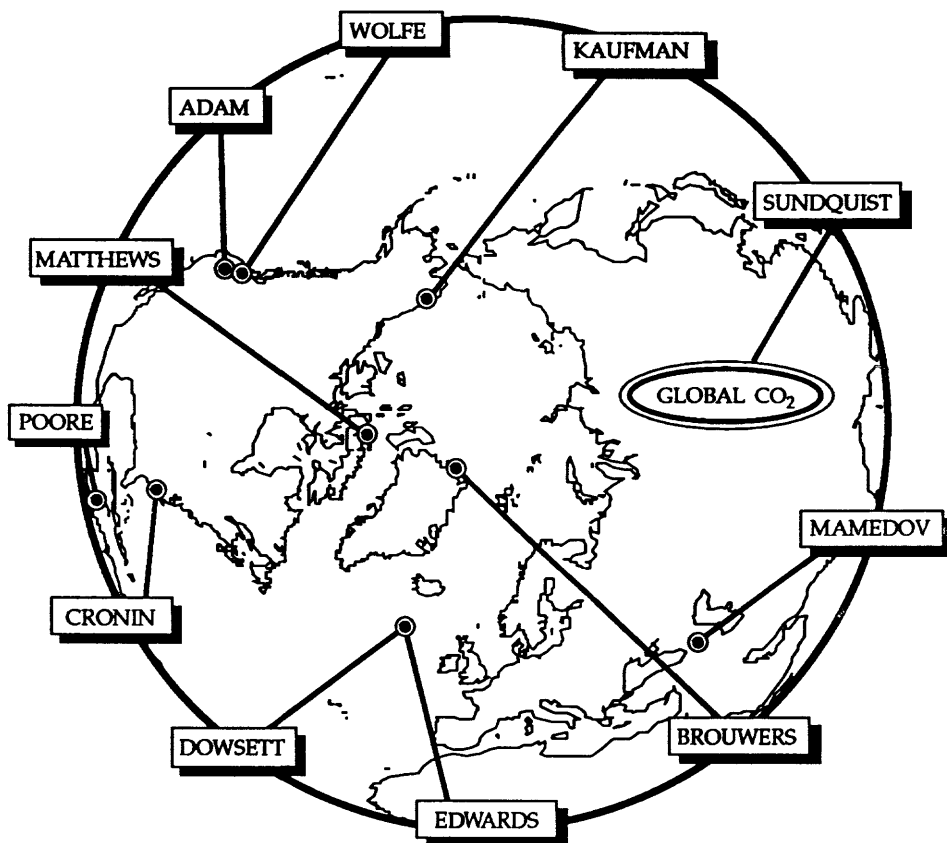 WOLFE
KAUFMAN
ADAM
SUNDQUIST
MATTHEWS
GLOBAL CO₂
POORE
MAMEDOV
CRONIN
DOWSETT
BROUWERS
EDWARDS